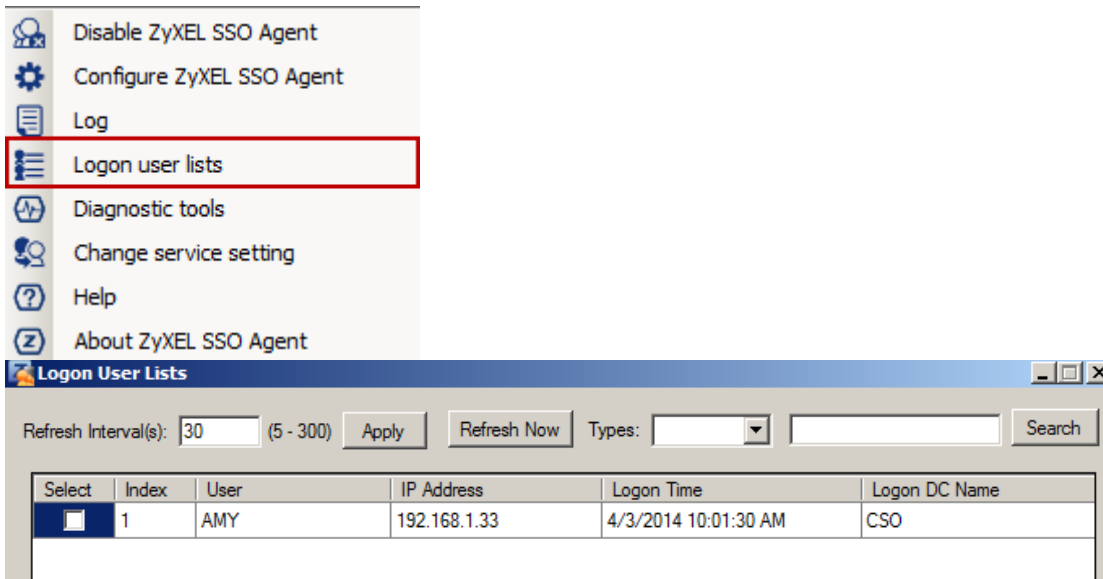 Disable ZyXEL SSO Agent
Configure ZyXEL SSO Agent
Log
Logon user lists
Diagnostic tools
Change service setting
Help
About ZyXEL SSO Agent
Logon User Lists
Refresh Interval(s): 30 (5 - 300) Apply Refresh Now Types: Search
Select Index User IP Address Logon Time Logon DC Name
1 AMY 192.168.1.33 4/3/2014 10:01:30 AM CSO